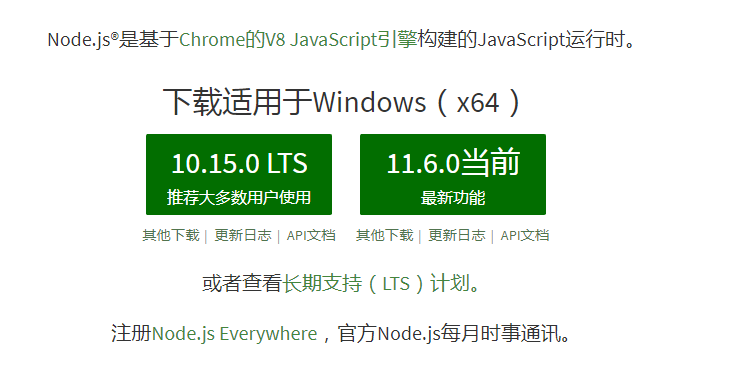 Node.js®是基于Chrome的V8 JavaScript引擎构建的JavaScript运行时。
下载适用于Windows（x64）
10.15.0 LTS
推荐大多数用户使用
11.6.0当前
最新功能
其他下载 | 更新日志 | API文档
其他下载 | 更新日志 | API文档
或者查看长期支持（LTS）计划。
注册Node.js Everywhere，官方Node.js每月时事通讯。